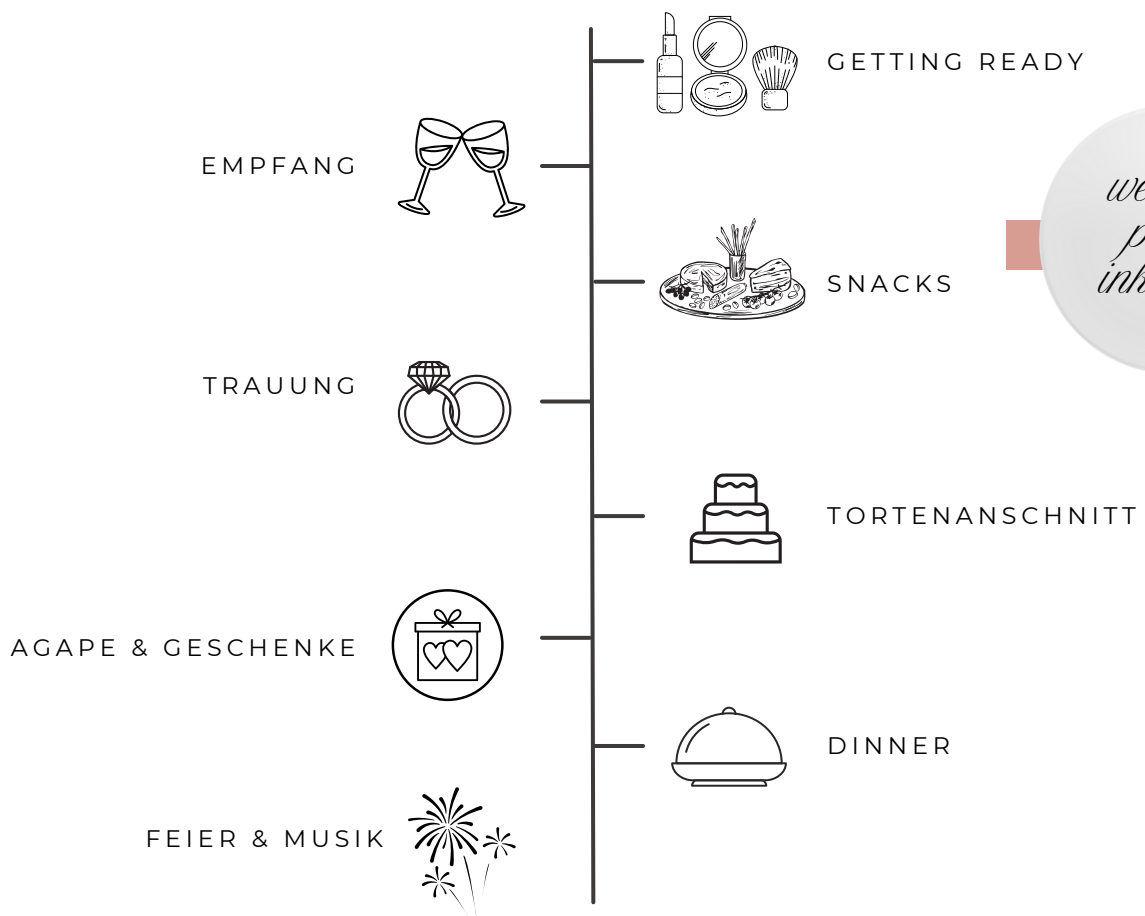 GETTING READY
EMPFANG
SNACKS
TRAUUNG
TORTENANSCHNITT
AGAPE & GESCHENKE
DINNER
FEIER & MUSIK